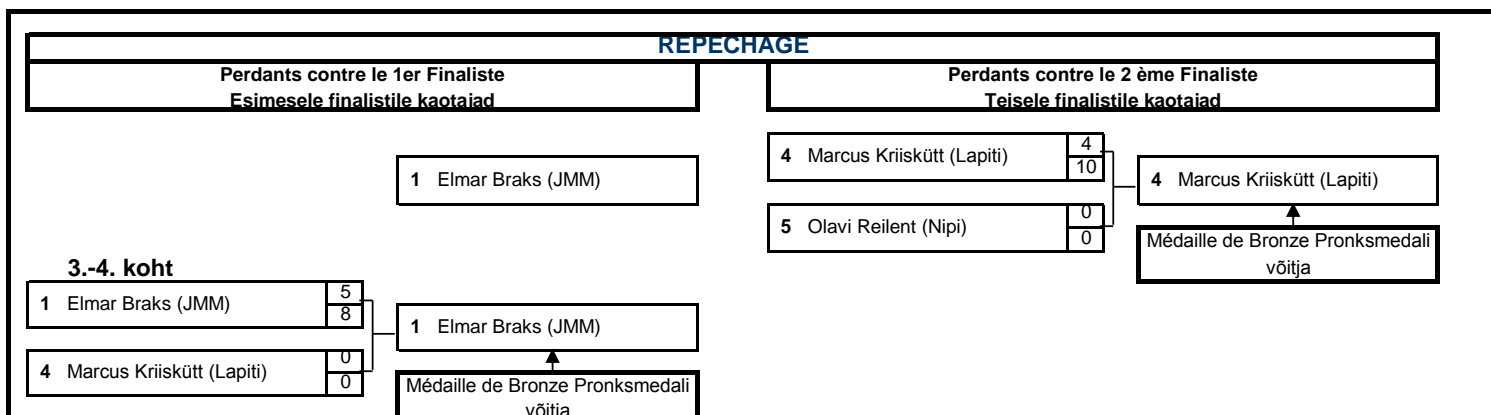 REPECHAGE
Perdants contre le 1er Finaliste
Esimesele finalistile kaotajad
Perdants contre le 2 ème Finaliste
Teisele finalistile kaotajad
1 Elmar Braks (JMM)
4 Marcus Kriiskütt (Lapiti)
4
10
5 Olavi Reilent (Nipi)
0
0
4 Marcus Kriiskütt (Lapiti)
Médaille de Bronze Pronksmedali
võitja
3.-4. koht
1 Elmar Braks (JMM)
5
8
4 Marcus Kriiskütt (Lapiti)
0
0
1 Elmar Braks (JMM)
Médaille de Bronze Pronksmedali
võitja